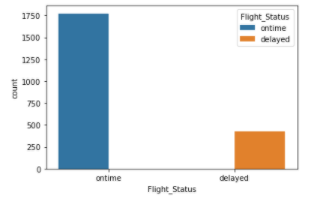 1750
1500
1250
1000
750
500
250
0
count
Flight_Status
ontime
delayed
ontime
delayed
Flight_Status